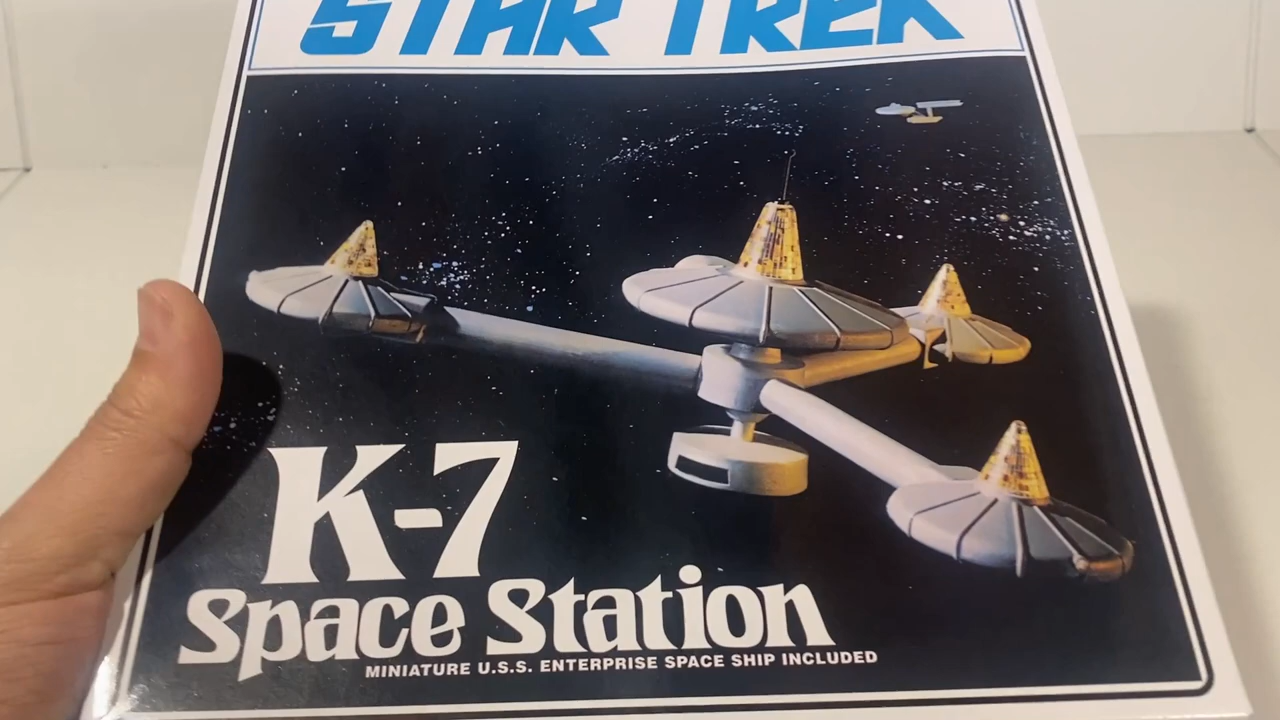 STAR TREK
K-7
Space Station
MINIATURE U.S.S. ENTERPRISE SPACE SHIP INCLUDED